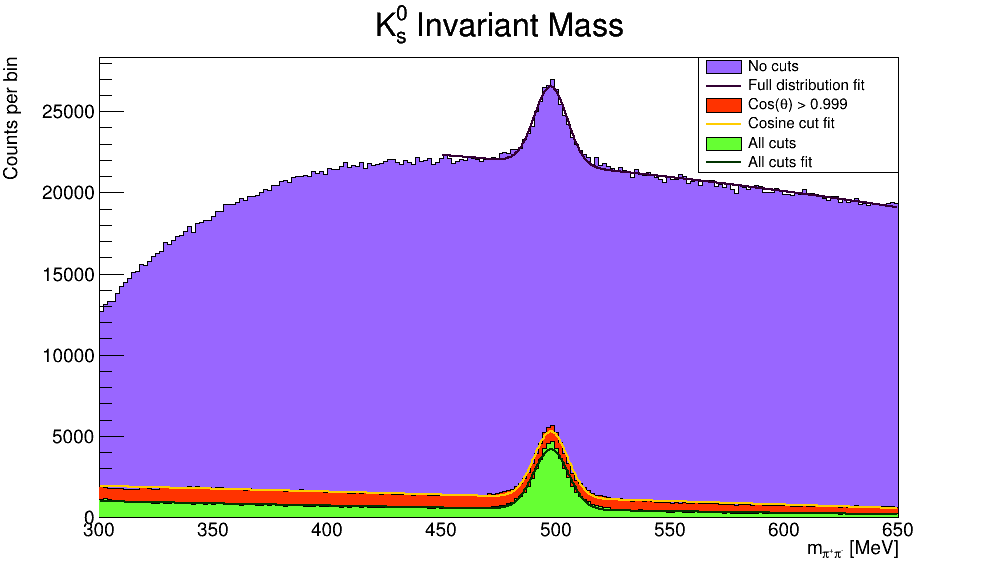 K⁰ₛ Invariant Mass
Counts per bin
No cuts
Full distribution fit
Cos(θ) > 0.999
Cosine cut fit
All cuts
All cuts fit
25000
20000
15000
10000
5000
0
300 350 400 450 500 550 600 650
m_π⁺π⁻ [MeV]